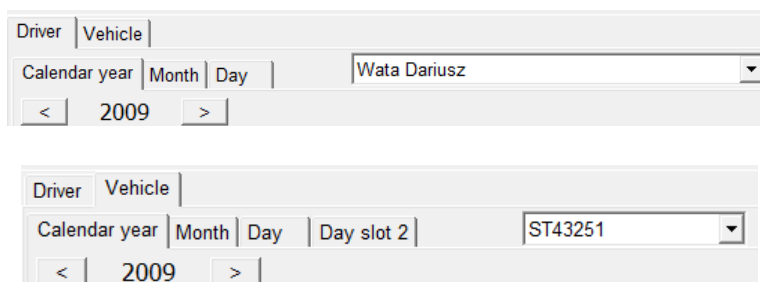 Driver Vehicle
Calendar year Month Day Wata Dariusz
< 2009 >
Driver Vehicle
Calendar year Month Day Day slot 2 ST43251
< 2009 >